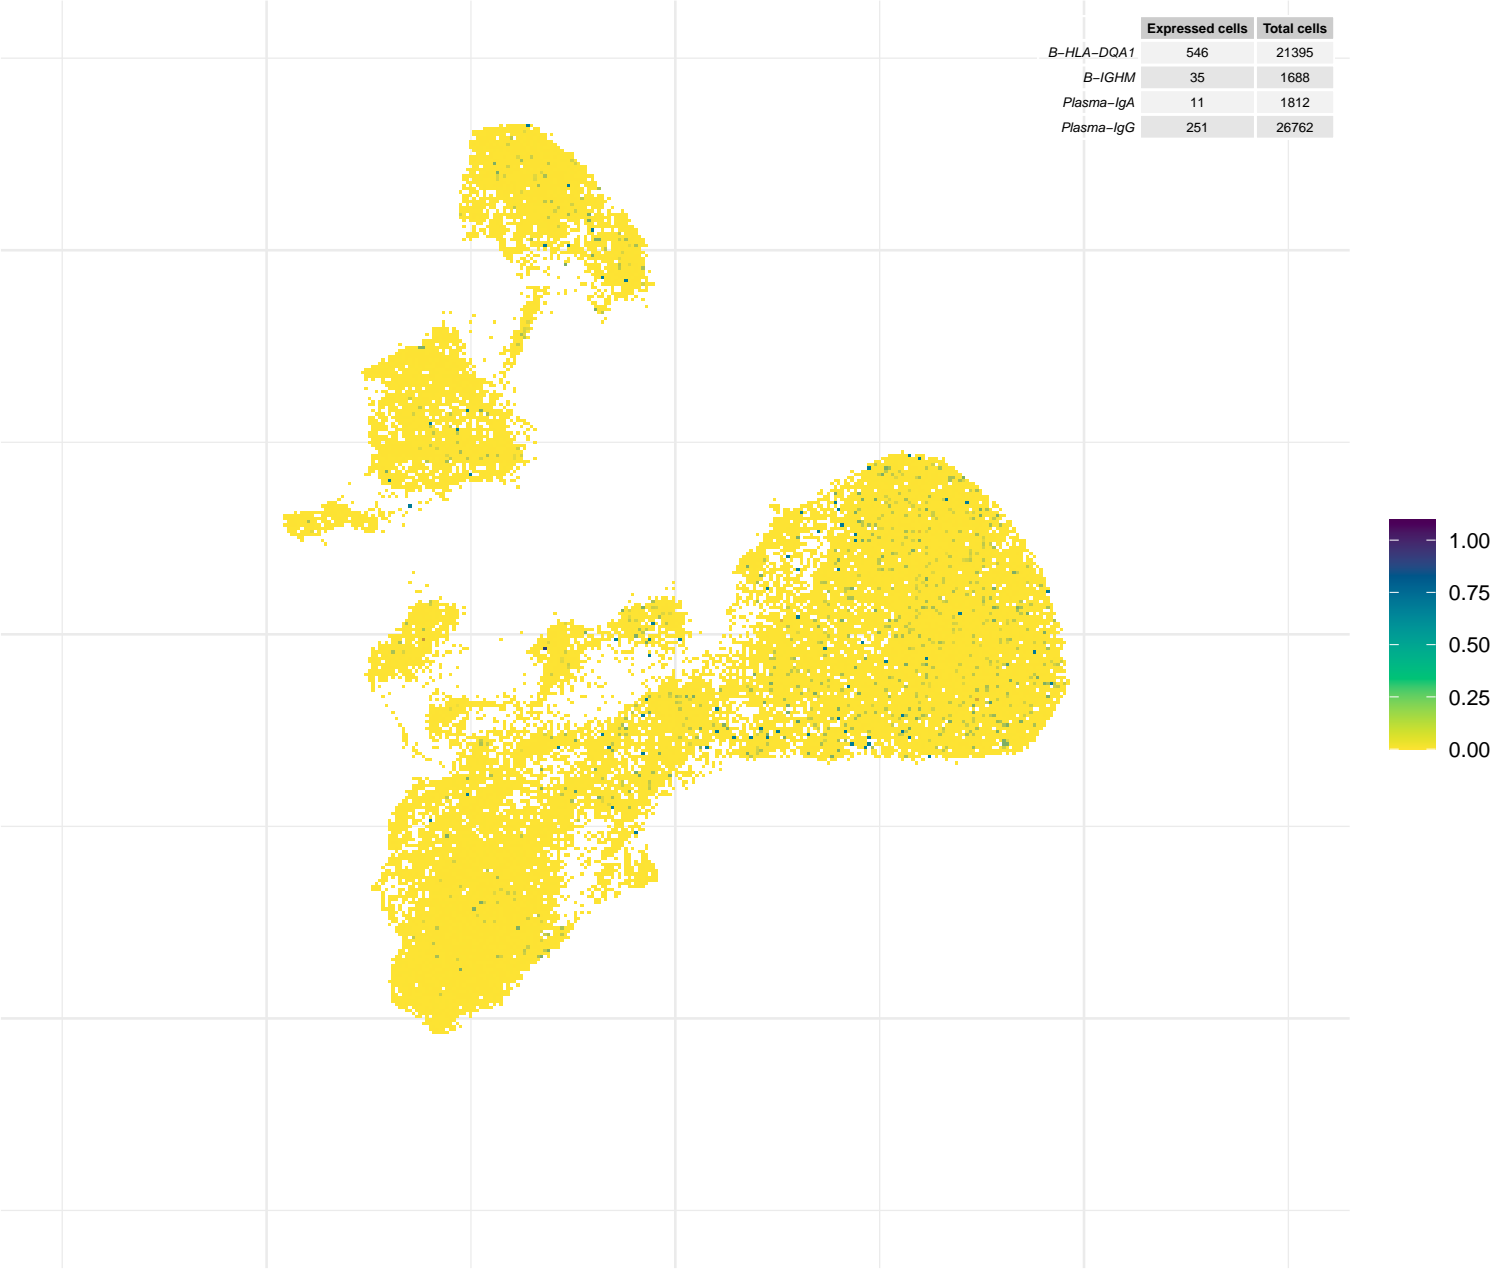 Expressed cells Total cells
B−HLA−DQA1 546 21395
B−IGHM 35 1688
Plasma−IgA 11 1812
Plasma−IgG 251 26762
1.00
0.75
0.50
0.25
0.00